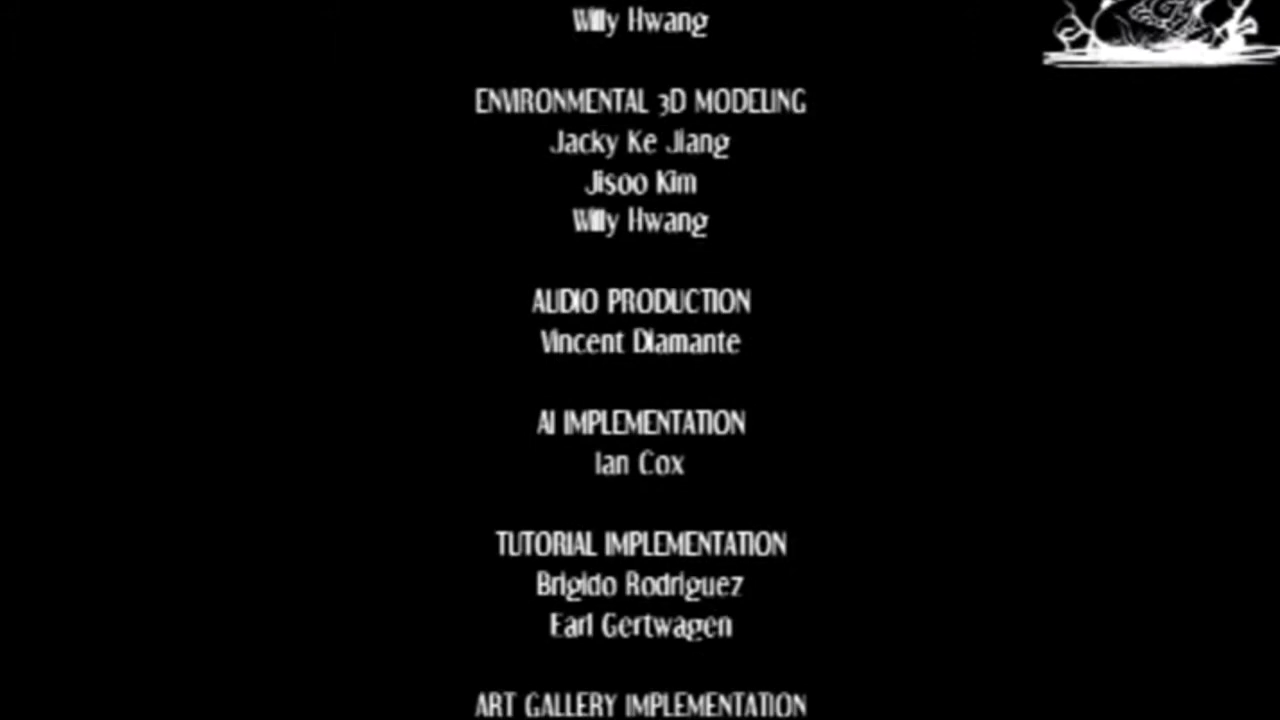 Willy Hwang
ENVIRONMENTAL 3D MODELING
Jacky Ke Jiang
Jisoo Kim
Willy Hwang
AUDIO PRODUCTION
Vincent Diamante
AI IMPLEMENTATION
Ian Cox
TUTORIAL IMPLEMENTATION
Brigido Rodriguez
Earl Gertwagen
ART GALLERY IMPLEMENTATION